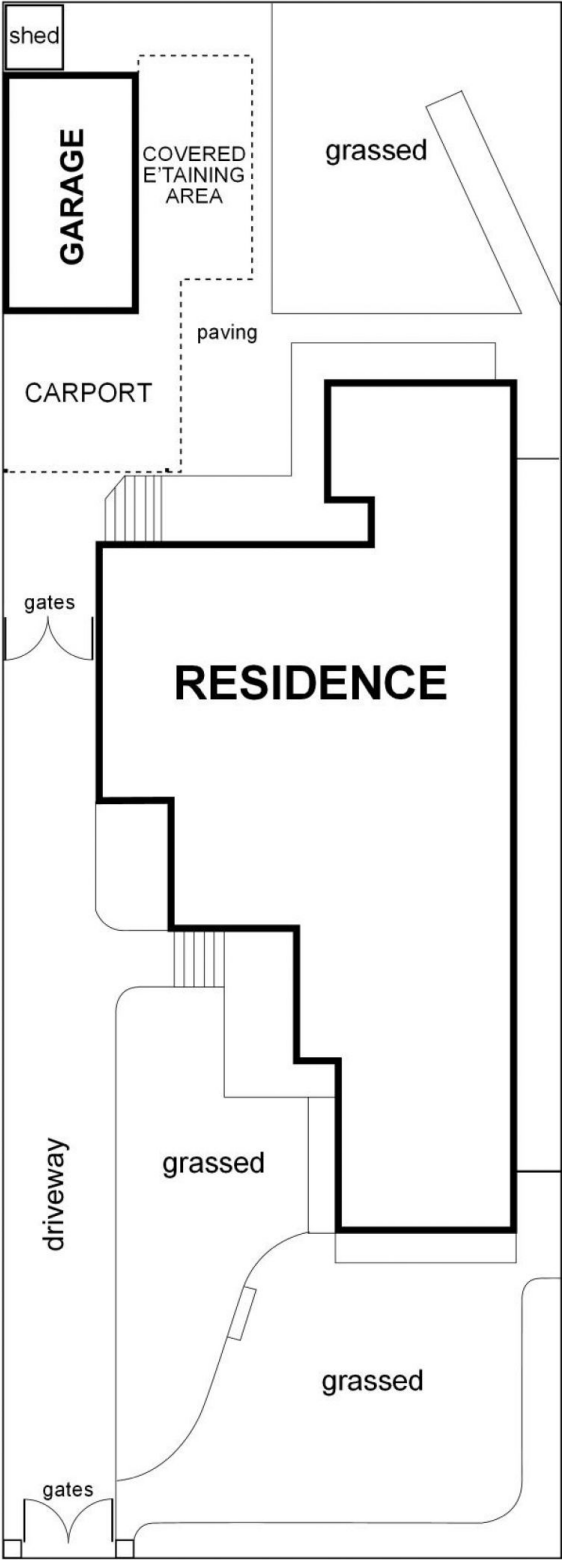 shed
GARAGE
COVERED
E'TAINING
AREA
grassed
paving
CARPORT
gates
RESIDENCE
driveway
grassed
grassed
gates